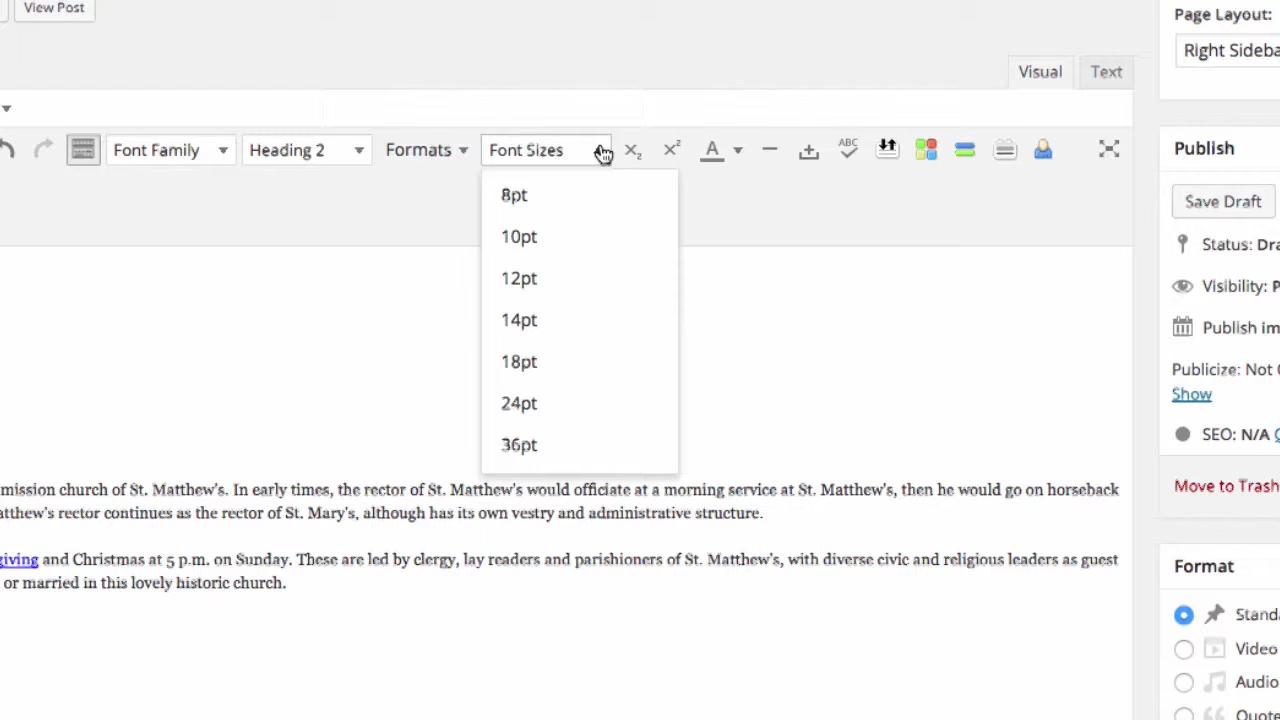 View Post
Page Layout:
Right Sideba
Visual
Text
Font Family
Heading 2
Formats
Font Sizes
X2
X2
A
ABC
Publish
8pt
10pt
12pt
14pt
18pt
24pt
36pt
Save Draft
Status: Dra
Visibility: P
Publish im
Publicize: Not
Show
SEO: N/A
Move to Trash
mission church of St. Matthew's. In early times, the rector of St. Matthew's would officiate at a morning service at St. Matthew's, then he would go on horseback
atthew's rector continues as the rector of St. Mary's, although has its own vestry and administrative structure.
giving and Christmas at 5 p.m. on Sunday. These are led by clergy, lay readers and parishioners of St. Matthew's, with diverse civic and religious leaders as guest
or married in this lovely historic church.
Format
Standa
Video
Audio
Quote